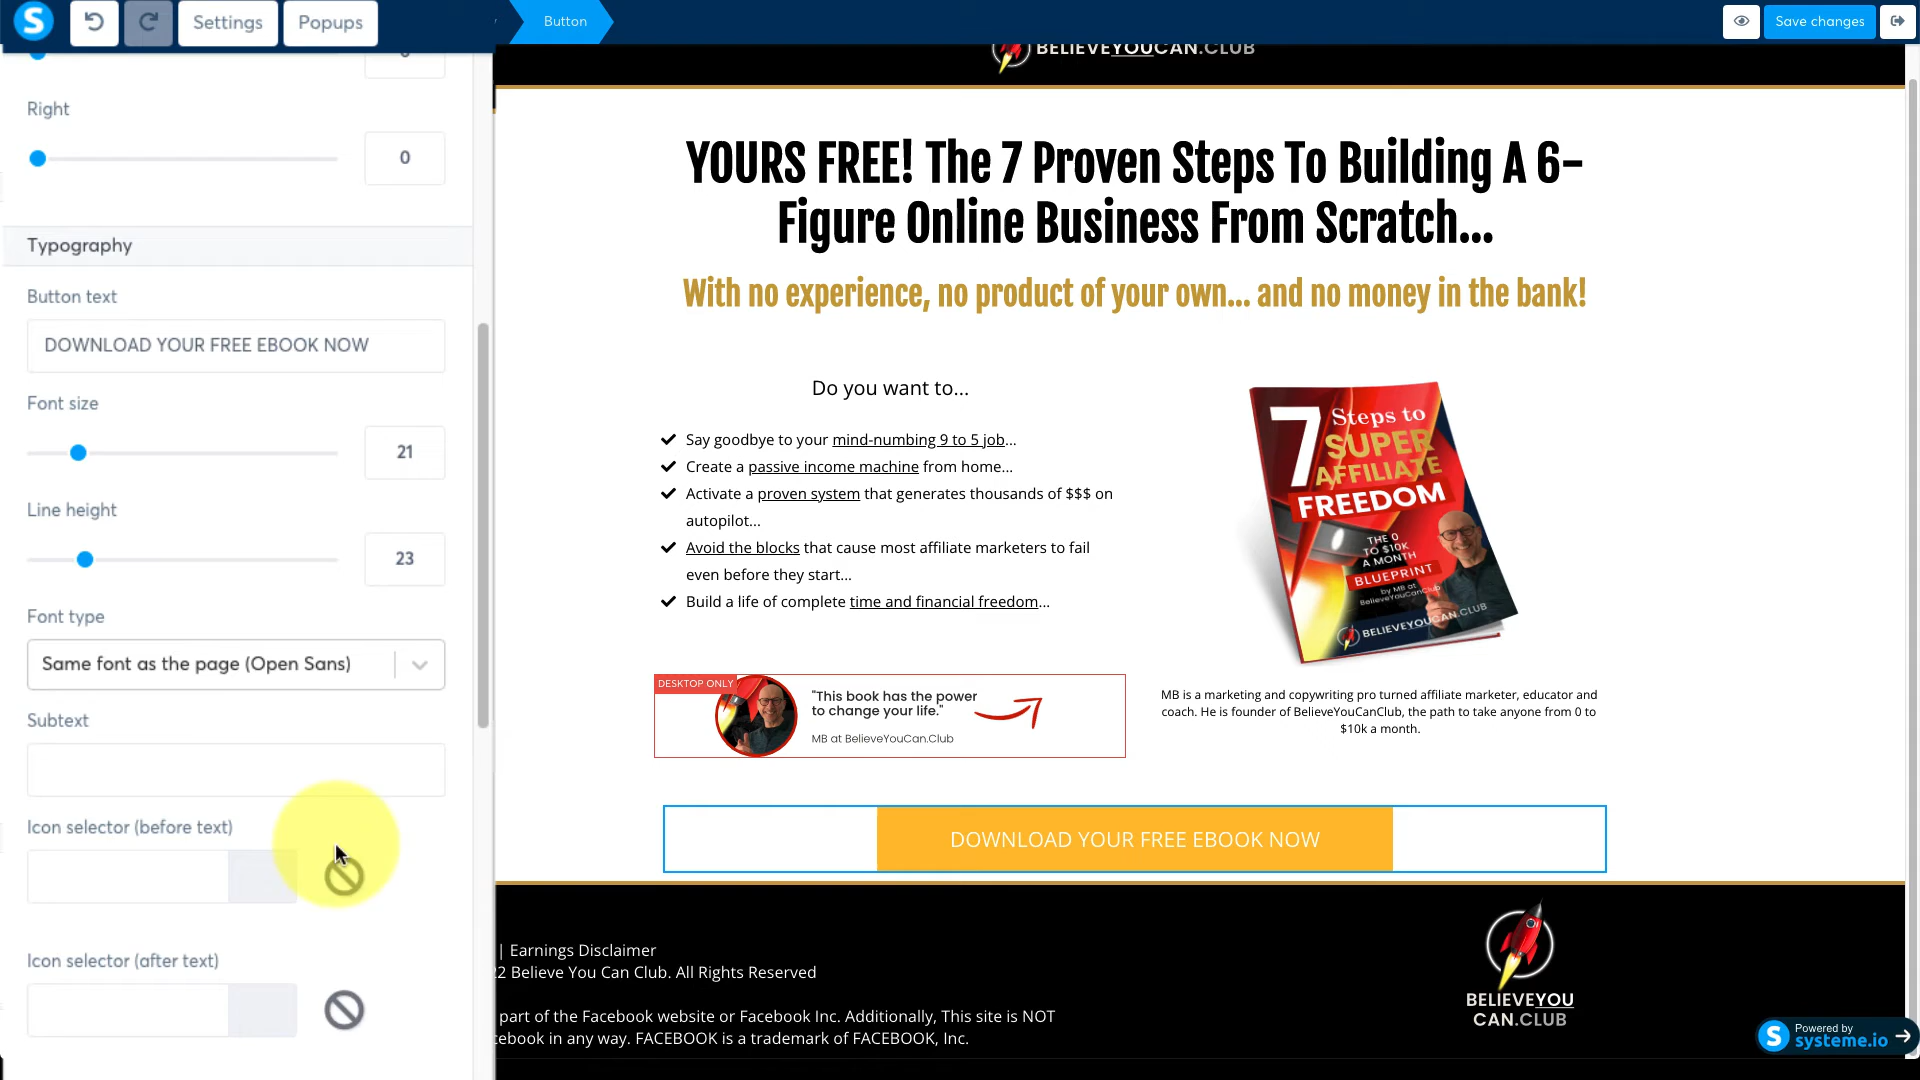 S
Settings
Popups
Button
Save changes
Right
0
Typography
Button text
DOWNLOAD YOUR FREE EBOOK NOW
Font size
21
Line height
23
Font type
Same font as the page (Open Sans)
Subtext
Icon selector (before text)
Icon selector (after text)
BELIEVEYOUCAN.CLUB
YOURS FREE! The 7 Proven Steps To Building A 6-
Figure Online Business From Scratch...
With no experience, no product of your own... and no money in the bank!
Do you want to...
Say goodbye to your mind-numbing 9 to 5 job...
Create a passive income machine from home...
Activate a proven system that generates thousands of $$$ on
autopilot...
Avoid the blocks that cause most affiliate marketers to fail
even before they start...
Build a life of complete time and financial freedom...
7 Steps to
SUPER
AFFILIATE
FREEDOM
THE 0
TO $10K
A MONTH
BLUEPRINT
by MB at
BelieveYouCanClub
BELIEVEYOUCAN.CLUB
DESKTOP ONLY
"This book has the power
to change your life."
MB at BelieveYouCan.Club
MB is a marketing and copywriting pro turned affiliate marketer, educator and
coach. He is founder of BelieveYouCanClub, the path to take anyone from 0 to
$10k a month.
DOWNLOAD YOUR FREE EBOOK NOW
| Earnings Disclaimer
2 Believe You Can Club. All Rights Reserved
part of the Facebook website or Facebook Inc. Additionally, This site is NOT
cebook in any way. FACEBOOK is a trademark of FACEBOOK, Inc.
BELIEVEYOU
CAN.CLUB
S Powered by
systeme.io